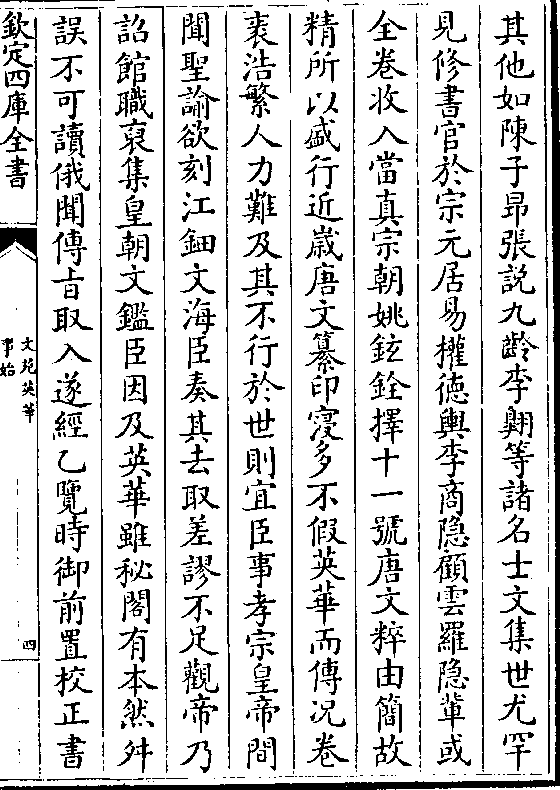 其他如陳子昻張說九齡李翺等諸名士文集世尤罕
見修書官於宗元居易權德輿李商隠顧雲羅隠輩或
全卷收入當真宗朝姚鉉銓擇十一號唐文粹由簡故
精所以盛行近歳唐文纂印寖多不假英華而傳况卷
袠浩繁人力難及其不行於世則宜臣事孝宗皇帝間
聞聖諭欲刻江鈿文海臣奏其去取差謬不足觀帝乃
詔館職裒集皇朝文鑑臣因及英華雖秘閣有本然舛
誤不可讀俄聞傳旨取入遂經乙覽時御前置校正書
欽定四庫全書
文苑英華
事始
四